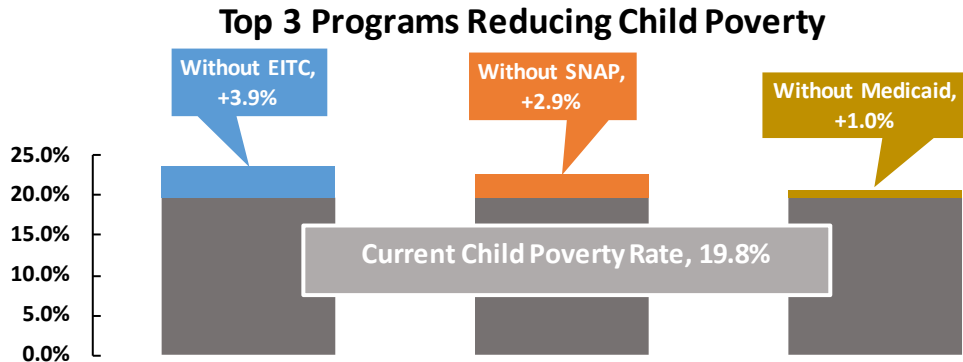 Top 3 Programs Reducing Child Poverty
Without EITC,
+3.9%
Without SNAP,
+2.9%
Without Medicaid,
+1.0%
25.0%
20.0%
15.0%
10.0%
5.0%
0.0%
Current Child Poverty Rate, 19.8%